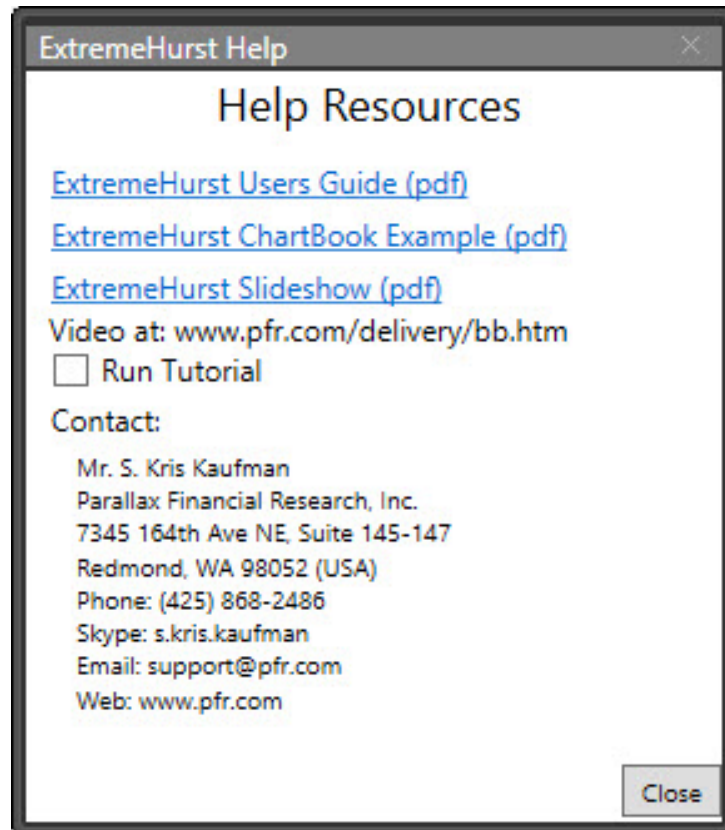 ExtremeHurst Help
Help Resources
ExtremeHurst Users Guide (pdf)
ExtremeHurst ChartBook Example (pdf)
ExtremeHurst Slideshow (pdf)
Video at: www.pfr.com/delivery/bb.htm
Run Tutorial
Contact:
Mr. S. Kris Kaufman
Parallax Financial Research, Inc.
7345 164th Ave NE, Suite 145-147
Redmond, WA 98052 (USA)
Phone: (425) 868-2486
Skype: s.kris.kaufman
Email: support@pfr.com
Web: www.pfr.com
Close